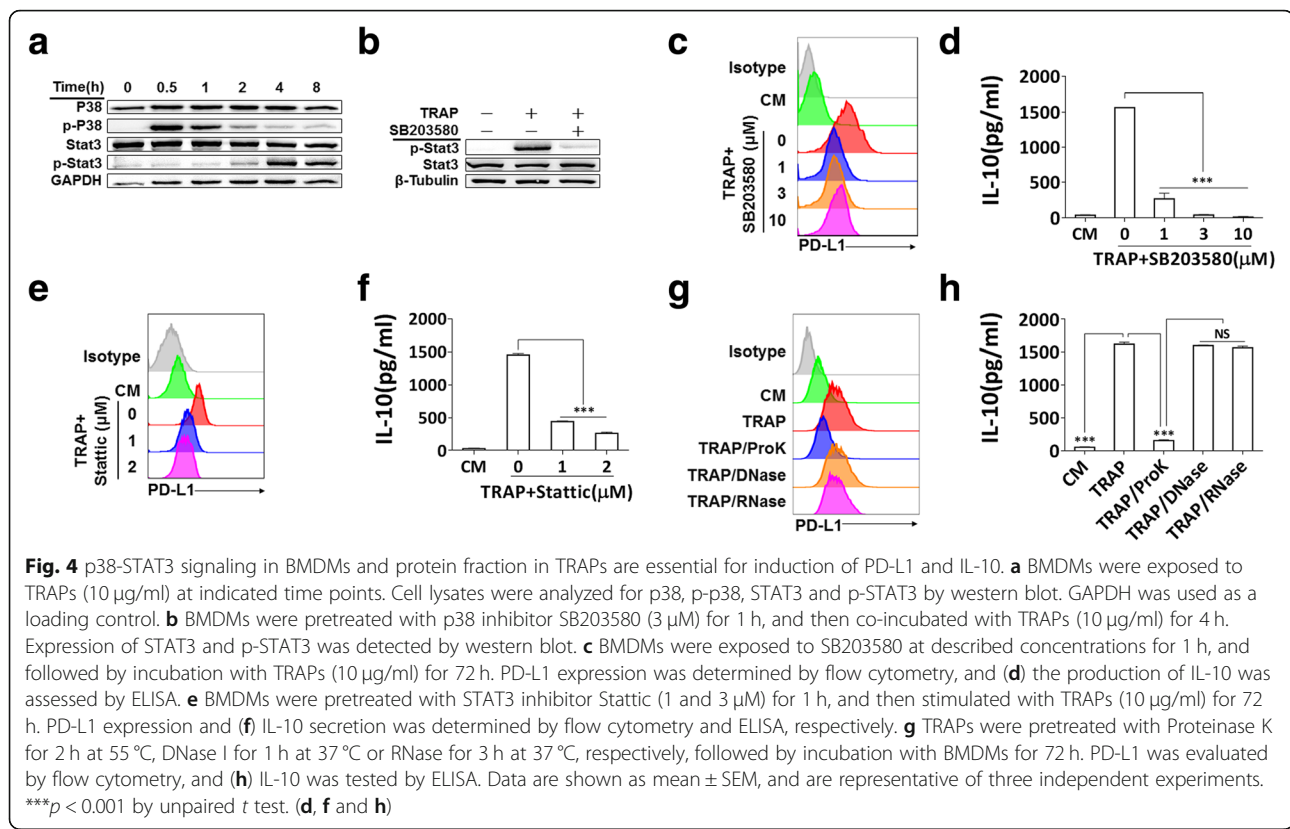 a
Time(h) 0 0.5 1 2 4 8
P38
p-P38
Stat3
p-Stat3
GAPDH
b
TRAP — + +
SB203580 — — +
p-Stat3
Stat3
β-Tubulin
c
Isotype
CM
TRAP+
SB203580 (μM)
0
1
3
10
PD-L1
d
IL-10(pg/ml)
2000
1500
1000
500
0
***
CM 0 1 3 10
TRAP+SB203580(μM)
e
Isotype
CM
TRAP+
Stattic (μM)
0
1
2
PD-L1
f
IL-10(pg/ml)
2000
1500
1000
500
0
***
CM 0 1 2
TRAP+Stattic(μM)
g
Isotype
CM
TRAP
TRAP/ProK
TRAP/DNase
TRAP/RNase
PD-L1
h
IL-10(pg/ml)
2000
1500
1000
500
0
NS
*** ***
CM TRAP TRAP/ProK TRAP/DNase TRAP/RNase
Fig. 4 p38-STAT3 signaling in BMDMs and protein fraction in TRAPs are essential for induction of PD-L1 and IL-10. a BMDMs were exposed to
TRAPs (10 μg/ml) at indicated time points. Cell lysates were analyzed for p38, p-p38, STAT3 and p-STAT3 by western blot. GAPDH was used as a
loading control. b BMDMs were pretreated with p38 inhibitor SB203580 (3 μM) for 1 h, and then co-incubated with TRAPs (10 μg/ml) for 4 h.
Expression of STAT3 and p-STAT3 was detected by western blot. c BMDMs were exposed to SB203580 at described concentrations for 1 h, and
followed by incubation with TRAPs (10 μg/ml) for 72 h. PD-L1 expression was determined by flow cytometry, and (d) the production of IL-10 was
assessed by ELISA. e BMDMs were pretreated with STAT3 inhibitor Stattic (1 and 3 μM) for 1 h, and then stimulated with TRAPs (10 μg/ml) for 72
h. PD-L1 expression and (f) IL-10 secretion was determined by flow cytometry and ELISA, respectively. g TRAPs were pretreated with Proteinase K
for 2 h at 55 °C, DNase I for 1 h at 37 °C or RNase for 3 h at 37 °C, respectively, followed by incubation with BMDMs for 72 h. PD-L1 was evaluated
by flow cytometry, and (h) IL-10 was tested by ELISA. Data are shown as mean ± SEM, and are representative of three independent experiments.
***p < 0.001 by unpaired t test. (d, f and h)